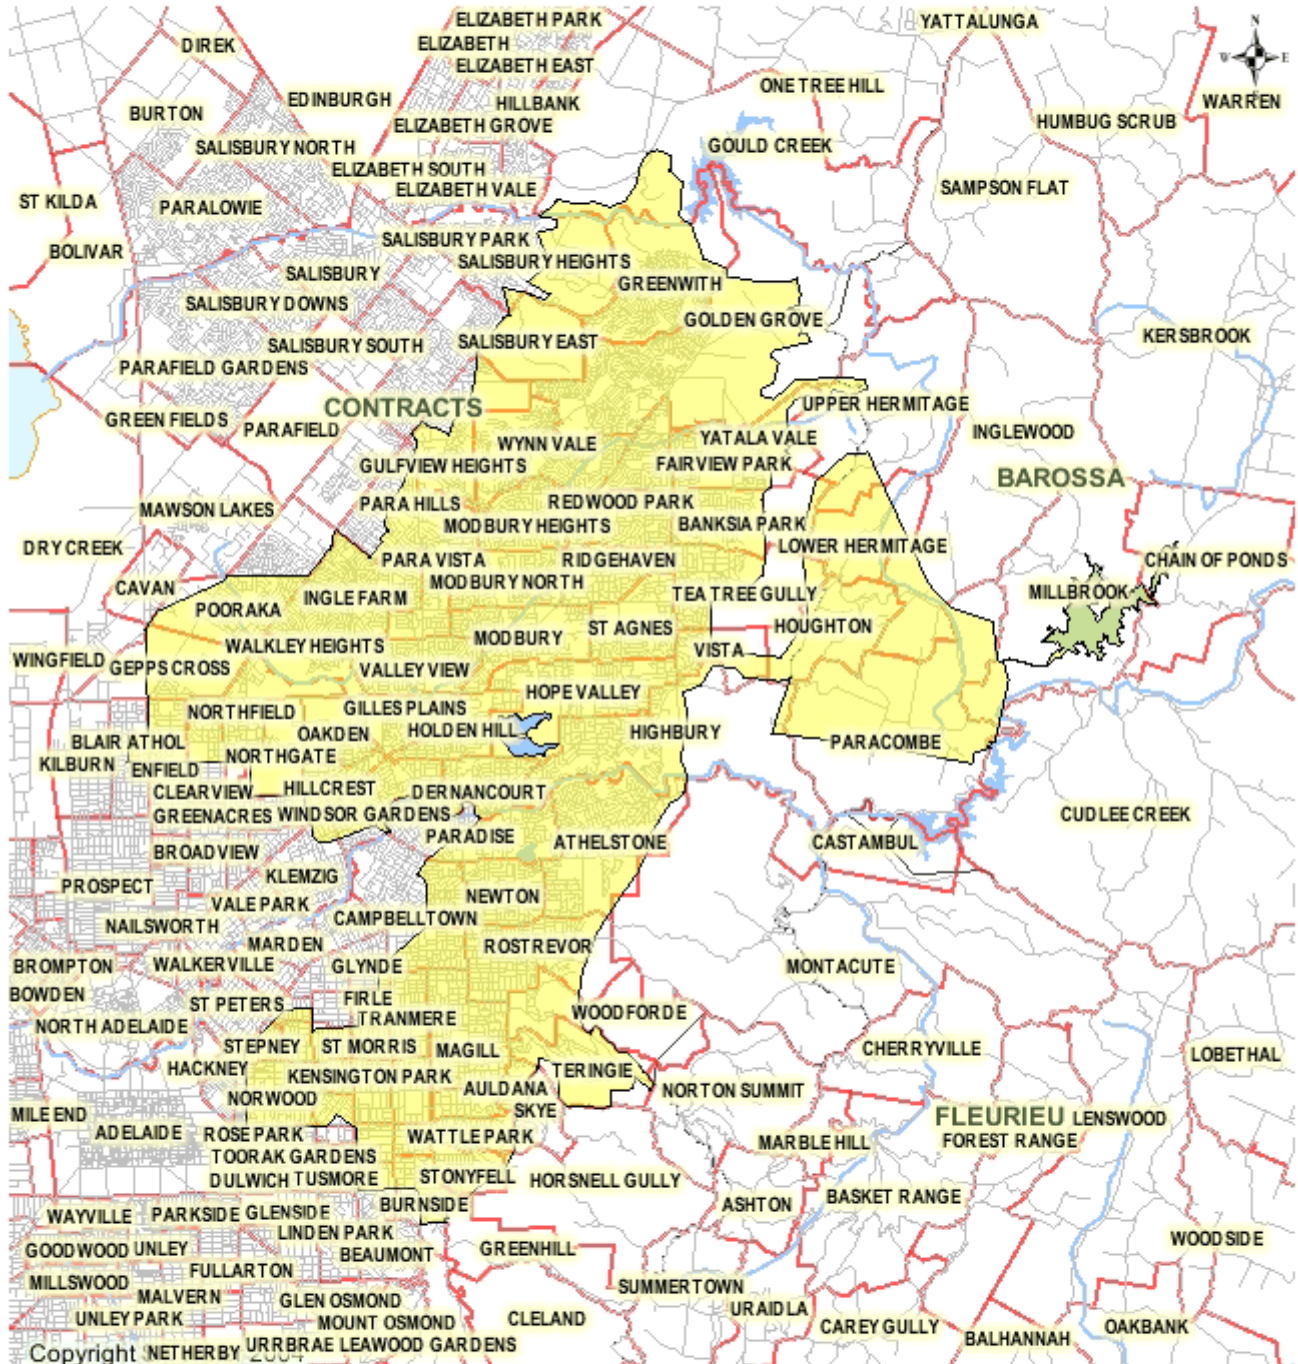 ELIZABETH PARK
YATTALUNGA
N
DIREK
ELIZABETH
ELIZABETH EAST
W
E
ONE TREE HILL
EDINBURGH
HILLBANK
WARREN
BURTON
ELIZABETH GROVE
HUMBUG SCRUB
SALISBURY NORTH
GOULD CREEK
ELIZABETH SOUTH
ELIZABETH VALE
SAMPSON FLAT
ST KILDA
PARALOWIE
SALISBURY PARK
BOLIVAR
SALISBURY HEIGHTS
SALISBURY
GREENWITH
SALISBURY DOWNS
GOLDEN GROVE
SALISBURY SOUTH
SALISBURY EAST
KERSBROOK
PARAFIELD GARDENS
CONTRACTS
UPPER HERMITAGE
GREEN FIELDS
PARAFIELD
INGLEWOOD
WYNN VALE
YATALA VALE
GULFVIEW HEIGHTS
FAIRVIEW PARK
BAROSSA
PARA HILLS
REDWOOD PARK
MAWSON LAKES
MODBURY HEIGHTS
BANKSIA PARK
DRY CREEK
LOWER HERMITAGE
PARA VISTA
RIDGEHAVEN
CHAIN OF PONDS
CAVAN
MODBURY NORTH
MILLBROOK
INGLE FARM
TEA TREE GULLY
POORAKA
MODBURY
ST AGNES
HOUGHTON
WALKLEY HEIGHTS
VISTA
WINGFIELD
GEPPS CROSS
VALLEY VIEW
HOPE VALLEY
NORTHFIELD
GILLES PLAINS
OAKDEN
HOLDEN HILL
HIGHBURY
BLAIR ATHOL
PARACOMBE
KILBURN
ENFIELD
NORTHGATE
CLEARVIEW
HILLCREST
DERNANCOURT
GREENACRES
WINDSOR GARDENS
CUDLEE CREEK
PARADISE
ATHELSTONE
CASTAMBUL
BROADVIEW
KLEMZIG
PROSPECT
NEWTON
VALE PARK
CAMPBELLTOWN
NAILSWORTH
MARDEN
ROSTREVOR
BROMPTON
WALKERVILLE
GLYNDE
MONTACUTE
BOWDEN
ST PETERS
FIRLE
WOODFORDE
NORTH ADELAIDE
TRANMERE
STEPNEY
ST MORRIS
MAGILL
CHERRYVILLE
LOBETHAL
HACKNEY
KENSINGTON PARK
TERINGIE
NORWOOD
AULDANA
NORTON SUMMIT
MILE END
SKYE
FLEURIEU
LENSWOOD
ADELAIDE
ROSE PARK
WATTLE PARK
MARBLE HILL
FOREST RANGE
TOORAK GARDENS
DULWICH
TUSMORE
STONYFELL
HORSNELL GULLY
BASKET RANGE
ASHTON
BURNSIDE
WAYVILLE
PARKSIDE
GLENSIDE
LINDEN PARK
WOODSIDE
GOODWOOD
UNLEY
BEAUMONT
GREENHILL
FULLARTON
MILLSWOOD
SUMMERTOWN
MALVERN
GLEN OSMOND
URAIDLA
UNLEY PARK
MOUNT OSMOND
CLELAND
CAREY GULLY
OAKBANK
BALHANNAH
Copyright
NETHERBY
URRBRAE
LEAWOOD GARDENS